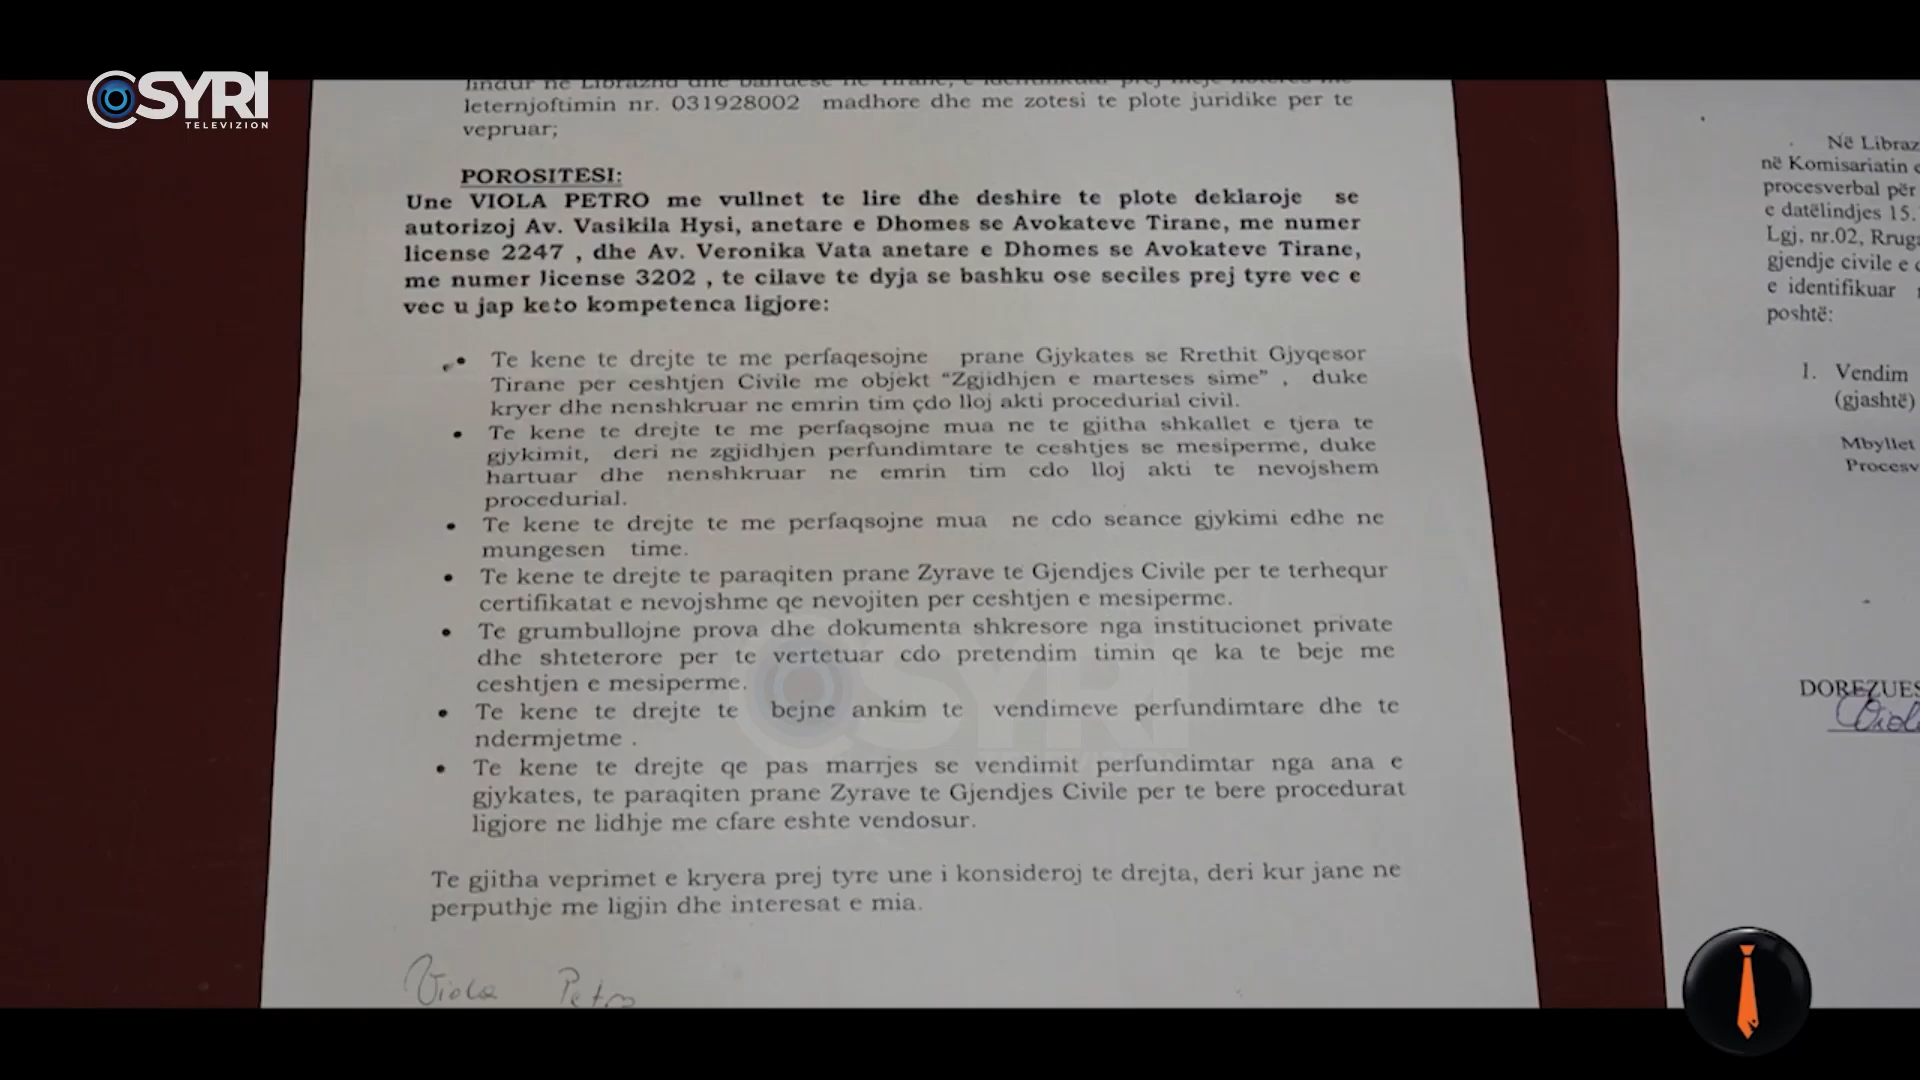 SYRI
TELEVIZION
lindur ne Librazhd dhe banuese ne Tirane, e identifikuar prej meje noteres me
leternjoftimin nr. 031928002 madhore dhe me zotesi te plote juridike per te
vepruar;
POROSITESI:
Une VIOLA PETRO me vullnet te lire dhe deshire te plote deklaroje se
autorizoj Av. Vasikila Hysi, anetare e Dhomes se Avokateve Tirane, me numer
license 2247 , dhe Av. Veronika Vata anetare e Dhomes se Avokateve Tirane,
me numer license 3202 , te cilave te dyja se bashku ose seciles prej tyre vec e
vec u jap keto kompetenca ligjore:
• Te kene te drejte te me perfaqesojne prane Gjykates se Rrethit Gjyqesor
Tirane per ceshtjen Civile me objekt “Zgjidhjen e marteses sime” , duke
kryer dhe nenshkruar ne emrin tim çdo lloj akti procedurial civil.
• Te kene te drejte te me perfaqsojne mua ne te gjitha shkallet e tjera te
gjykimit, deri ne zgjidhjen perfundimtare te ceshtjes se mesiperme, duke
hartuar dhe nenshkruar ne emrin tim cdo lloj akti te nevojshem
procedurial.
• Te kene te drejte te me perfaqsojne mua ne cdo seance gjykimi edhe ne
mungesen time.
• Te kene te drejte te paraqiten prane Zyrave te Gjendjes Civile per te terhequr
certifikatat e nevojshme qe nevojiten per ceshtjen e mesiperme.
• Te grumbullojne prova dhe dokumenta shkresore nga institucionet private
dhe shteterore per te vertetuar cdo pretendim timin qe ka te beje me
ceshtjen e mesiperme.
• Te kene te drejte te bejne ankim te vendimeve perfundimtare dhe te
ndermjetme .
• Te kene te drejte qe pas marrjes se vendimit perfundimtar nga ana e
gjykates, te paraqiten prane Zyrave te Gjendjes Civile per te bere procedurat
ligjore ne lidhje me cfare eshte vendosur.
Te gjitha veprimet e kryera prej tyre une i konsideroj te drejta, deri kur jane ne
perputhje me ligjin dhe interesat e mia.
Viola Petro
Në Libraz
në Komisariatin
procesverbal për
e datëlindjes 15.
Lgj, nr.02, Rrug
gjendje civile e
e identifikuar
poshtë:
1. Vendim
(gjashtë)
Mbyllet
Procesv
DOREZUES
Viol
SYRI